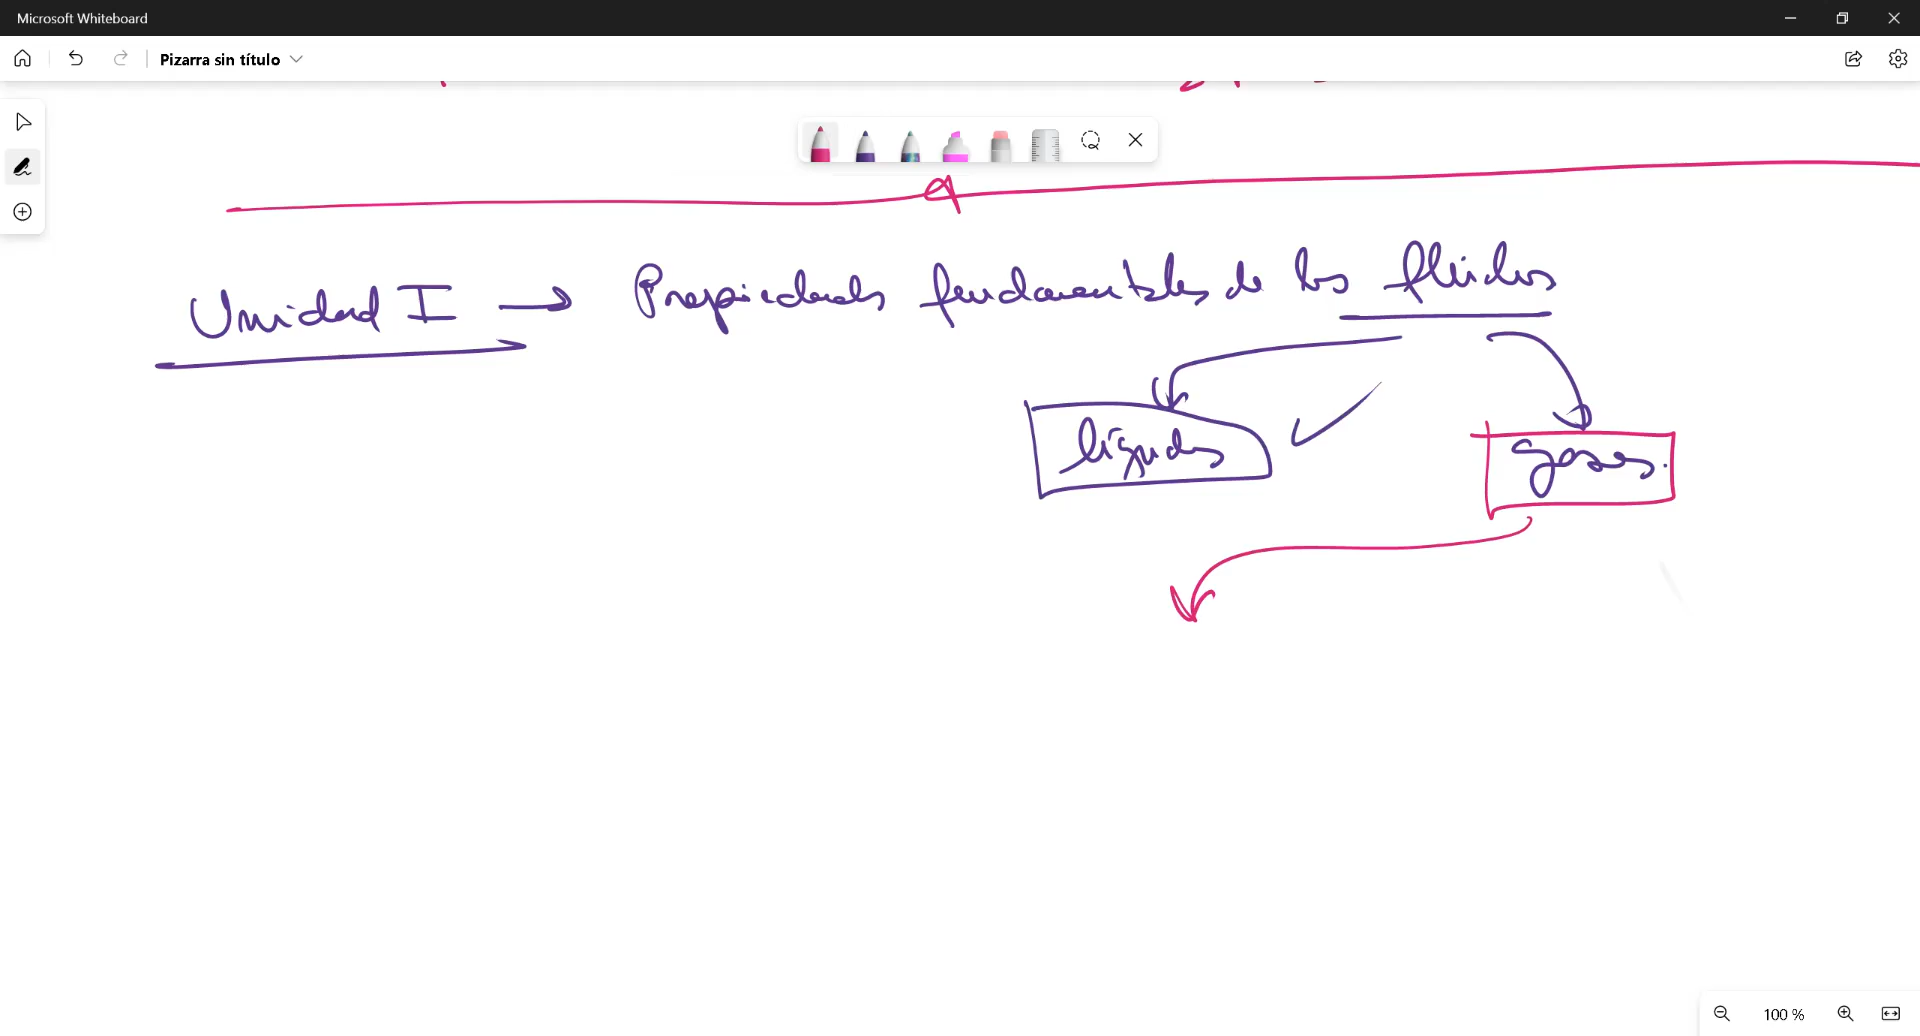 Microsoft Whiteboard
Pizarra sin título
Unidad I → Propiedades fundamentales de los fluidos
líquidos
gases.
100 %